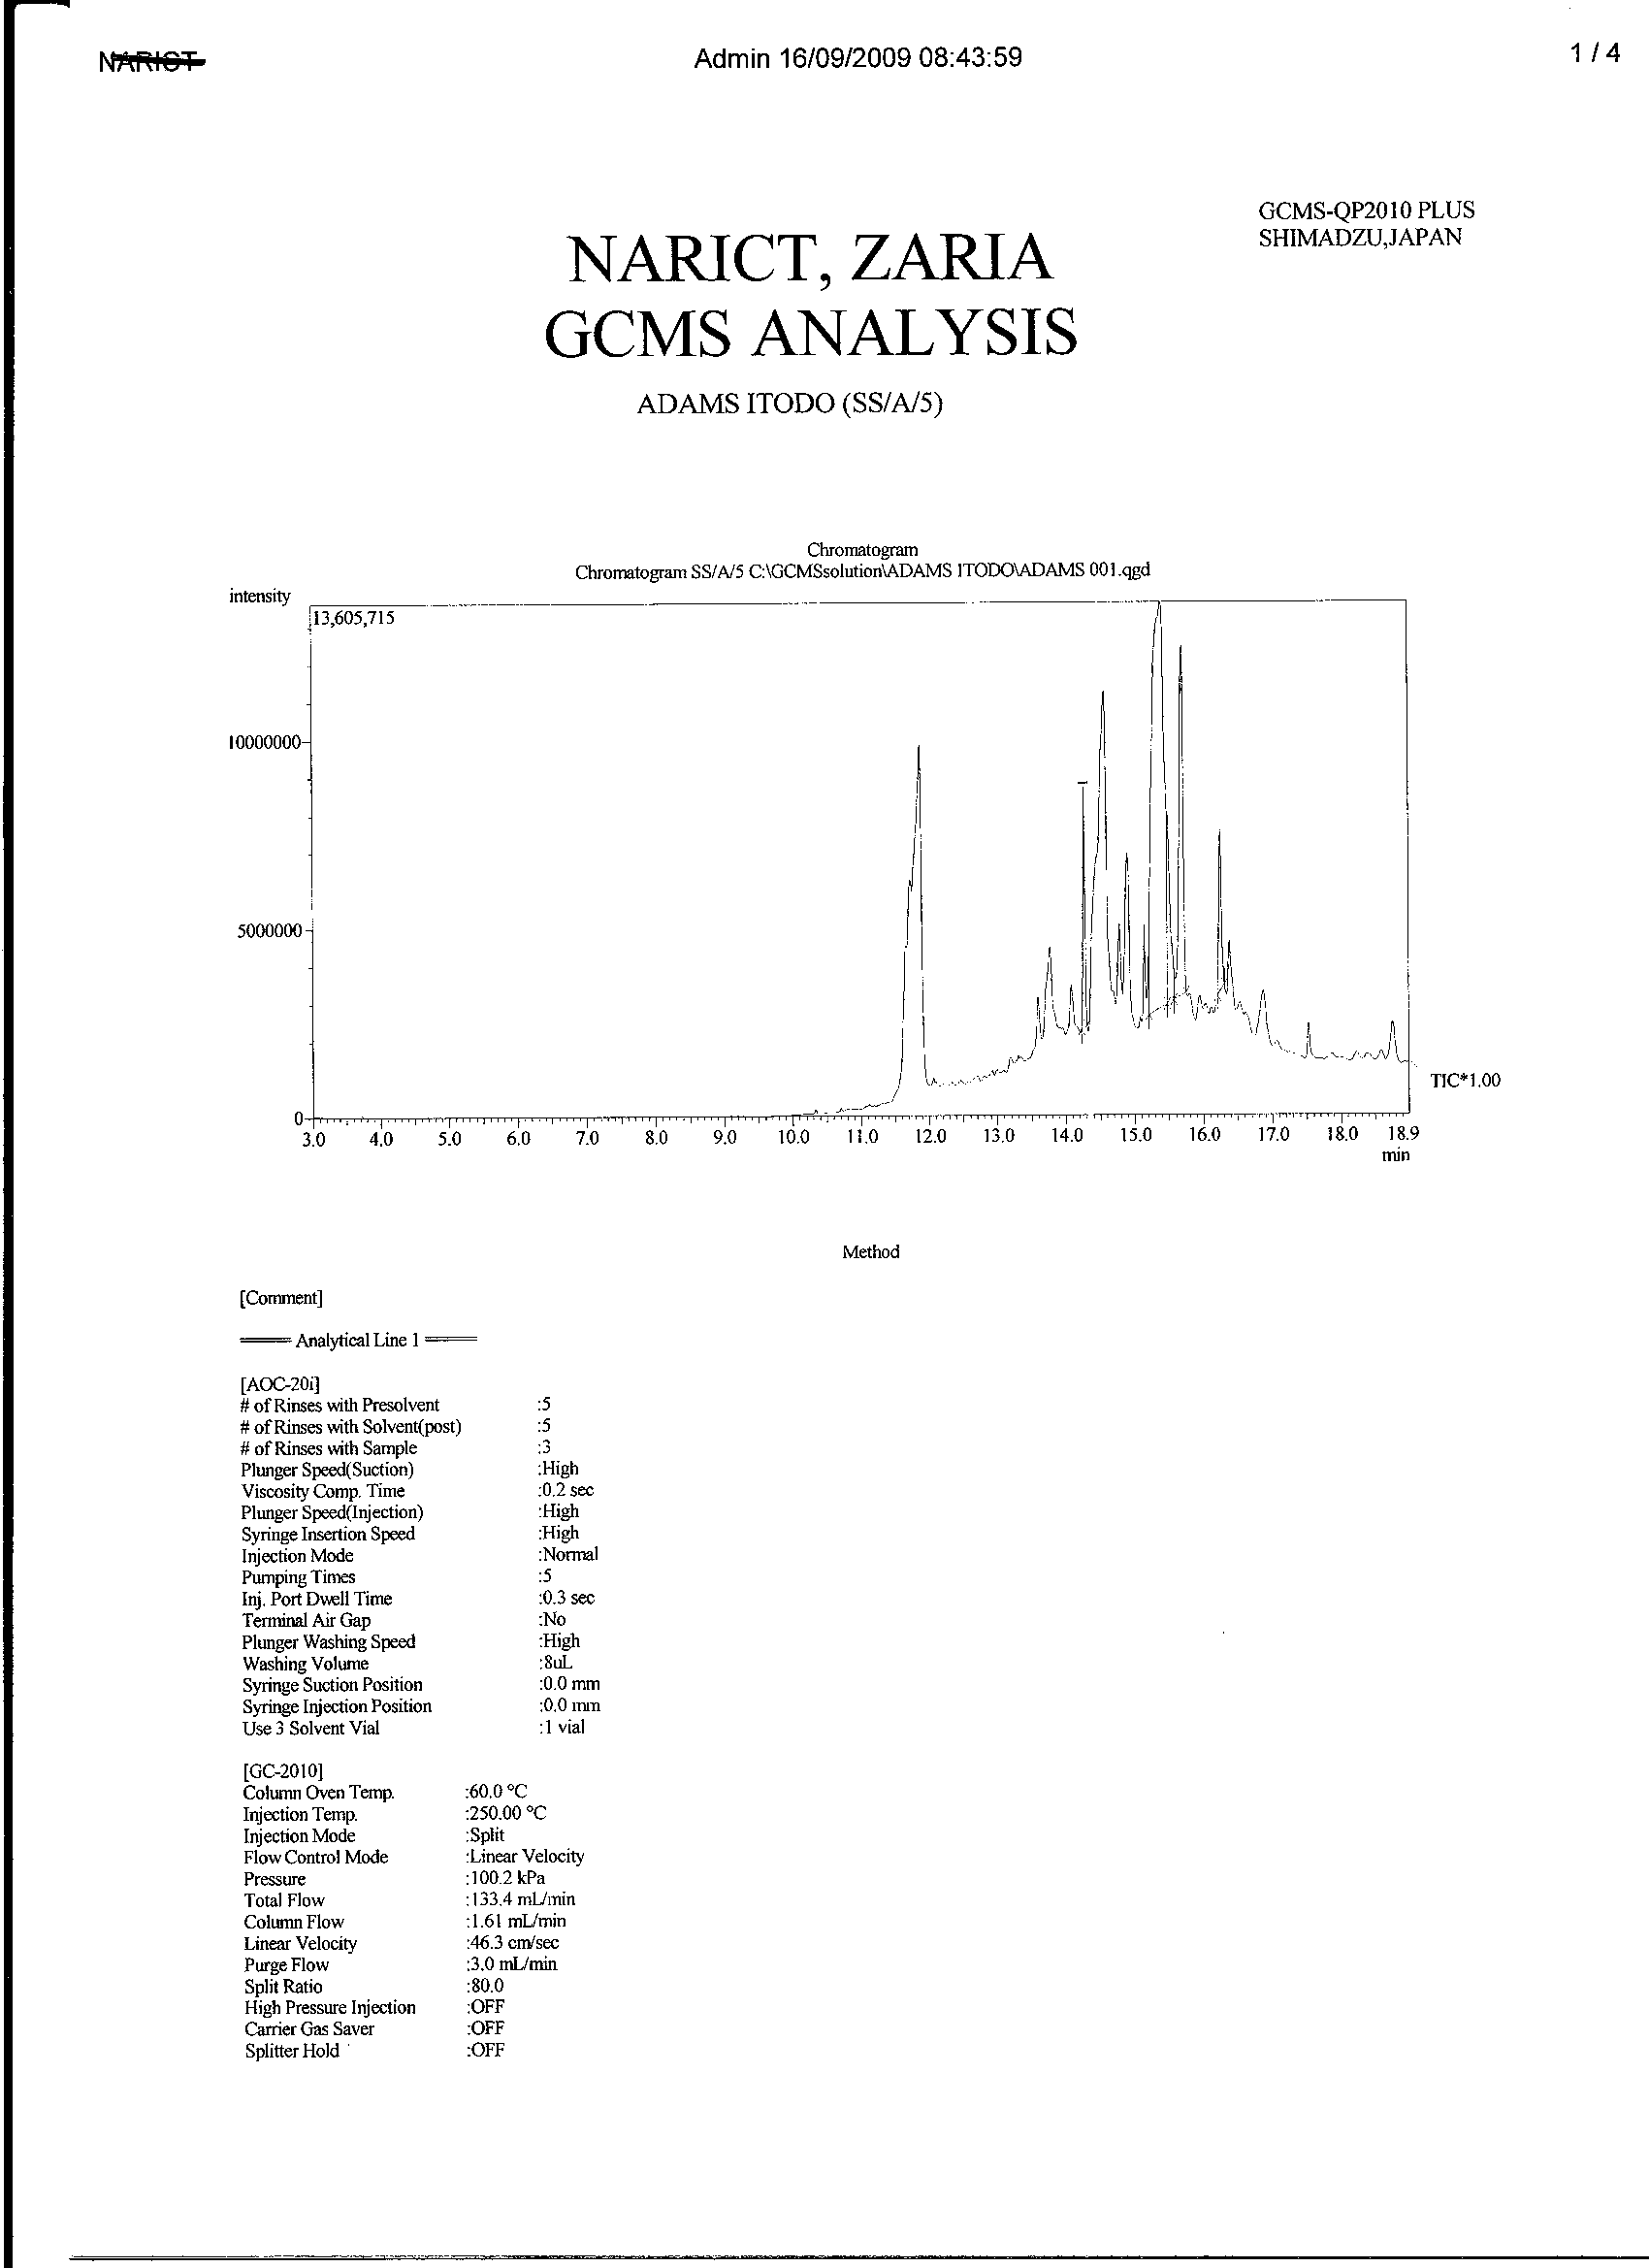 NARICT
Admin 16/09/2009 08:43:59
1 / 4
GCMS-QP2010 PLUS
SHIMADZU,JAPAN
NARICT, ZARIA
GCMS ANALYSIS
ADAMS ITODO (SS/A/5)
Chromatogram
Chromatogram SS/A/5 C:\GCMSsolution\ADAMS ITODO\ADAMS 001.qgd
intensity
13,605,715
10000000
5000000
0
TIC*1.00
3.0 4.0 5.0 6.0 7.0 8.0 9.0 10.0 11.0 12.0 13.0 14.0 15.0 16.0 17.0 18.0 18.9
min
Method
[Comment]
Analytical Line 1
[AOC-20i]
# of Rinses with Presolvent :5
# of Rinses with Solvent(post) :5
# of Rinses with Sample :3
Plunger Speed(Suction) :High
Viscosity Comp. Time :0.2 sec
Plunger Speed(Injection) :High
Syringe Insertion Speed :High
Injection Mode :Normal
Pumping Times :5
Inj. Port Dwell Time :0.3 sec
Terminal Air Gap :No
Plunger Washing Speed :High
Washing Volume :8uL
Syringe Suction Position :0.0 mm
Syringe Injection Position :0.0 mm
Use 3 Solvent Vial :1 vial
[GC-2010]
Column Oven Temp. :60.0 °C
Injection Temp. :250.00 °C
Injection Mode :Split
Flow Control Mode :Linear Velocity
Pressure :100.2 kPa
Total Flow :133.4 mL/min
Column Flow :1.61 mL/min
Linear Velocity :46.3 cm/sec
Purge Flow :3.0 mL/min
Split Ratio :80.0
High Pressure Injection :OFF
Carrier Gas Saver :OFF
Splitter Hold :OFF